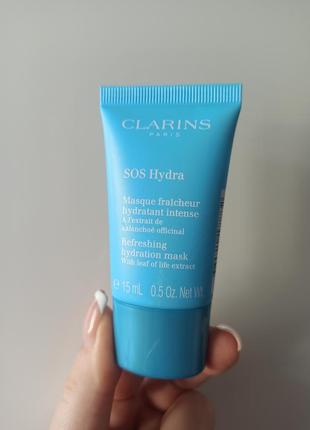 CLARINS
PARIS
SOS Hydra
Masque fraîcheur
hydratant intense
À l'extrait de
kalanchoé officinal
Refreshing
hydration mask
With leaf of life extract
e 15 mL 0.5 Oz. Net Wt.